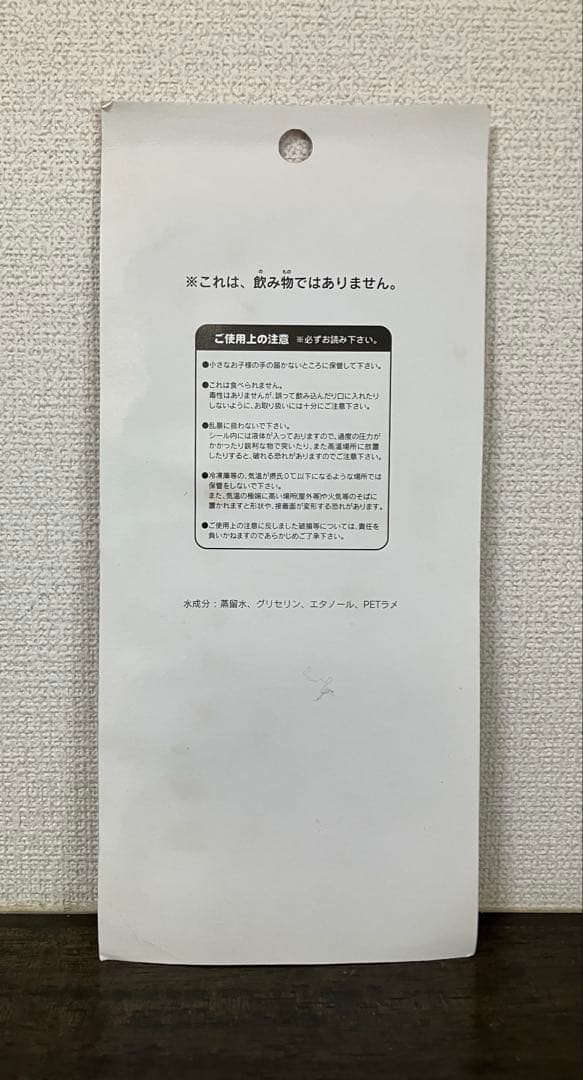 ※これは、飲み物ではありません。
ご使用上の注意 ※必ずお読み下さい。
●小さなお子様の手の届かないところに保管して下さい。
●これは食べられません。
毒性はありませんが、誤って飲み込んだり口に入れたり
しないように、お取り扱いには十分にご注意下さい。
●乱暴に扱わないで下さい。
シール内には液体が入っておりますので、過度の圧力が
かかつたり鋭利な物で突いたり、また高温場所に放置
したりすると、破れる恐れがありますのでご注意下さい。
●冷凍庫等の、気温が摂氏0℃以下になるような場所では
保管をしないで下さい。
また、気温の極端に高い場所(屋外等)や火気等のそばに
置かれますと形状や、接着面が変形する恐れがあります。
●ご使用上の注意に反しました破損等については、責任を
負いかねますのであらかじめご了承下さい。
水成分：蒸留水、グリセリン、エタノール、PETラメ